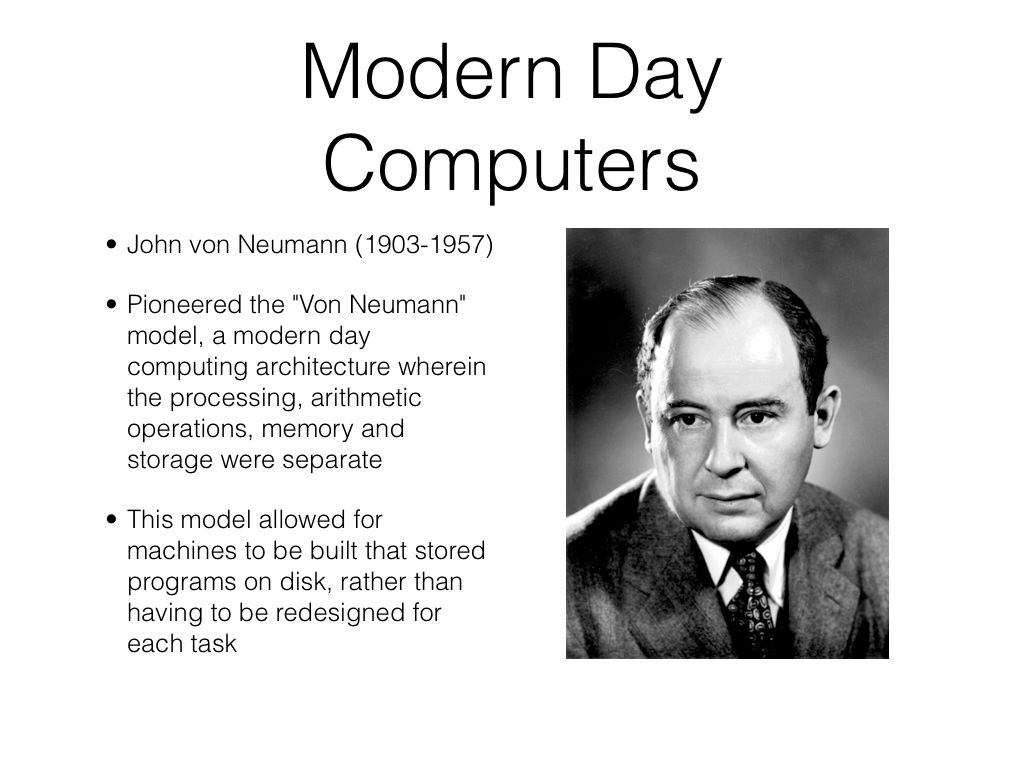 Modern Day
Computers
• John von Neumann (1903-1957)
• Pioneered the "Von Neumann"
model, a modern day
computing architecture wherein
the processing, arithmetic
operations, memory and
storage were separate
• This model allowed for
machines to be built that stored
programs on disk, rather than
having to be redesigned for
each task